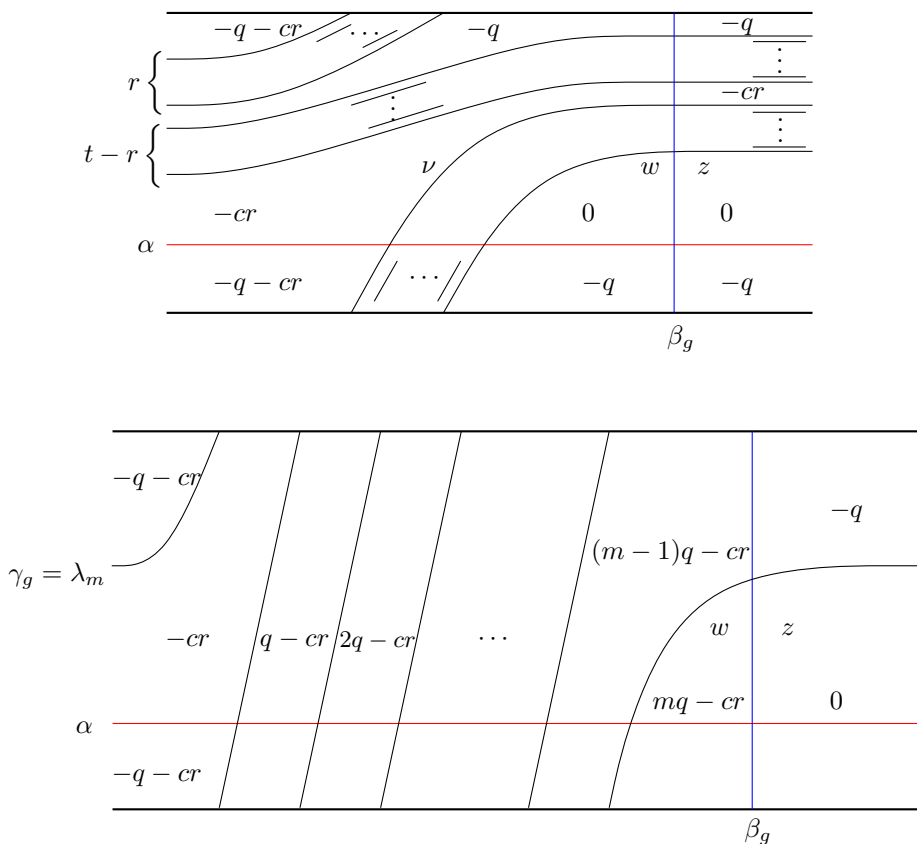 −q − cr ⋯ −q −q
r { ⋮
⋮ −cr
t − r { ν ⋮
w z
−cr 0 0
α
−q − cr ⋯ −q −q
β_g
−q − cr −q
(m − 1)q − cr
γ_g = λ_m
−cr q − cr 2q − cr ⋯ w z
mq − cr 0
α
−q − cr
β_g